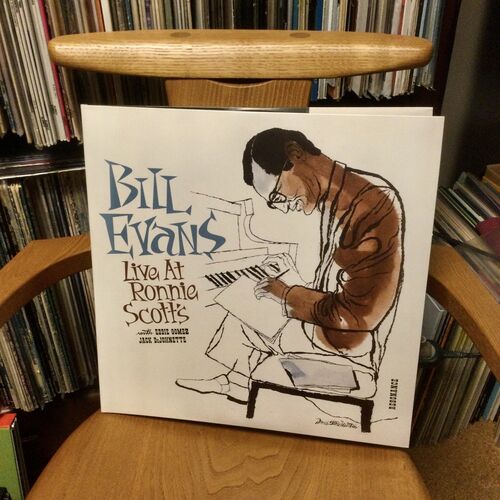 Bill
Evans
Live At
Ronnie
Scott's
with EDDIE GOMEZ
JACK DeJOHNETTE
RESONANCE